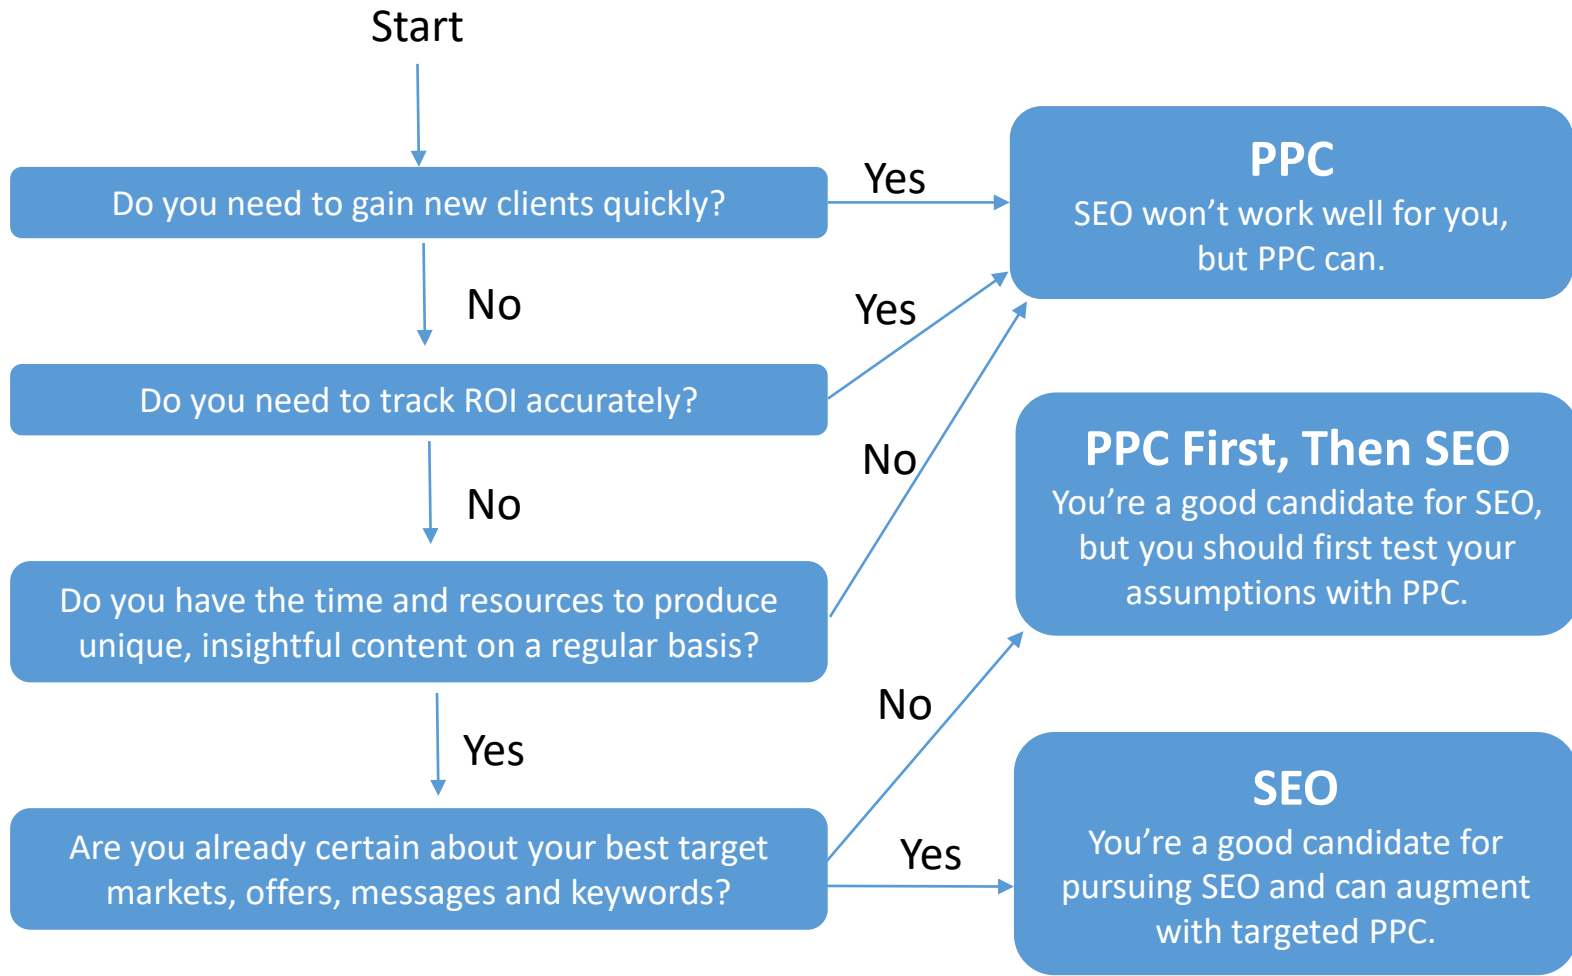 Start
Do you need to gain new clients quickly?
Yes
PPC
SEO won’t work well for you,
but PPC can.
No
Yes
Do you need to track ROI accurately?
No
No
PPC First, Then SEO
You’re a good candidate for SEO,
but you should first test your
assumptions with PPC.
Do you have the time and resources to produce
unique, insightful content on a regular basis?
No
Yes
Are you already certain about your best target
markets, offers, messages and keywords?
Yes
SEO
You’re a good candidate for
pursuing SEO and can augment
with targeted PPC.